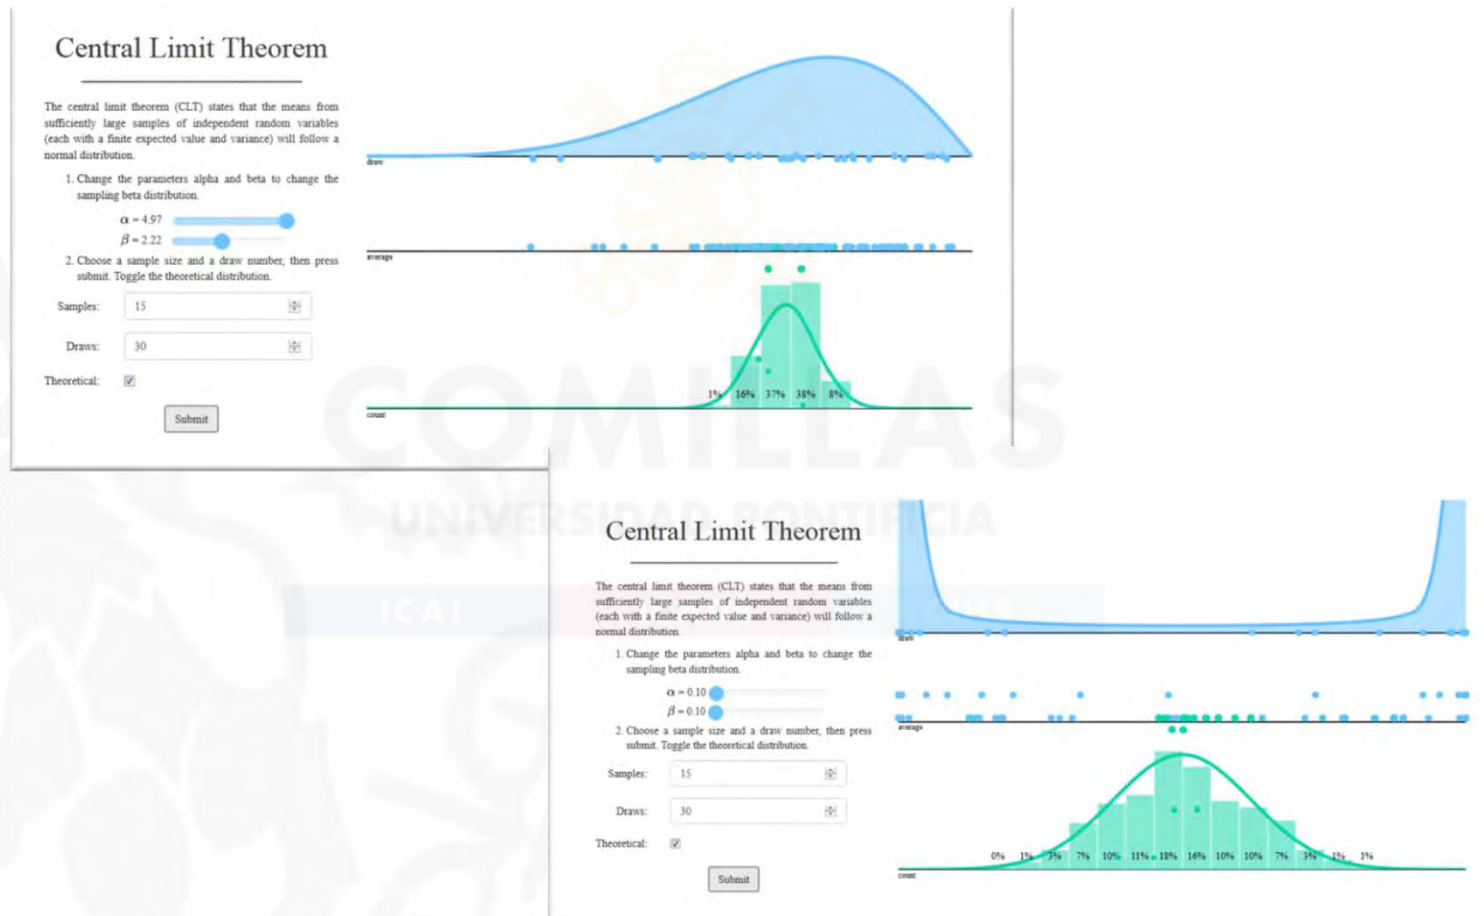 Central Limit Theorem
The central limit theorem (CLT) states that the means from
sufficiently large samples of independent random variables
(each with a finite expected value and variance) will follow a
normal distribution.
1. Change the parameters alpha and beta to change the
sampling beta distribution.
α = 4.97
β = 2.22
2. Choose a sample size and a draw number, then press
submit. Toggle the theoretical distribution.
Samples: 15
Draws: 30
Theoretical:
Submit
draw
average
1% 16% 37% 38% 8%
count
COMILLAS
UNIVERSIDAD PONTIFICIA
ICAI
Central Limit Theorem
The central limit theorem (CLT) states that the means from
sufficiently large samples of independent random variables
(each with a finite expected value and variance) will follow a
normal distribution.
1. Change the parameters alpha and beta to change the
sampling beta distribution.
α = 0.10
β = 0.10
2. Choose a sample size and a draw number, then press
submit. Toggle the theoretical distribution.
Samples: 15
Draws: 30
Theoretical:
Submit
draw
average
0% 1% 3% 7% 10% 11% 18% 16% 10% 10% 7% 3% 1% 1%
count